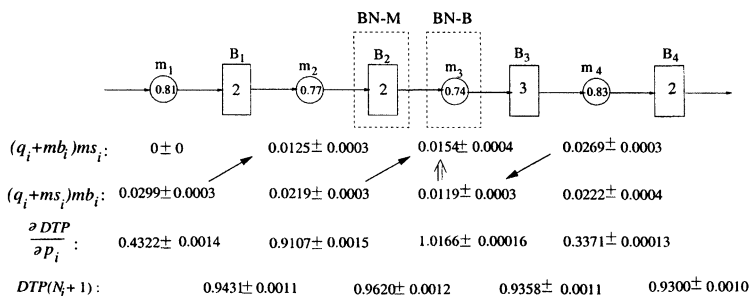 BN-M BN-B
B1 B2 B3 B4
m1 m2 m3 m4
0.81 2 0.77 2 0.74 3 0.83 2
(qi+mbi)msi: 0± 0 0.0125± 0.0003 0.0154± 0.0004 0.0269± 0.0003
(qi+msi)mbi: 0.0299± 0.0003 0.0219± 0.0003 0.0119± 0.0003 0.0222± 0.0004
∂ DTP
∂pi : 0.4322± 0.0014 0.9107± 0.0015 1.0166± 0.00016 0.3371± 0.00013
DTP(Ni+1) : 0.9431± 0.0011 0.9620± 0.0012 0.9358± 0.0011 0.9300± 0.0010